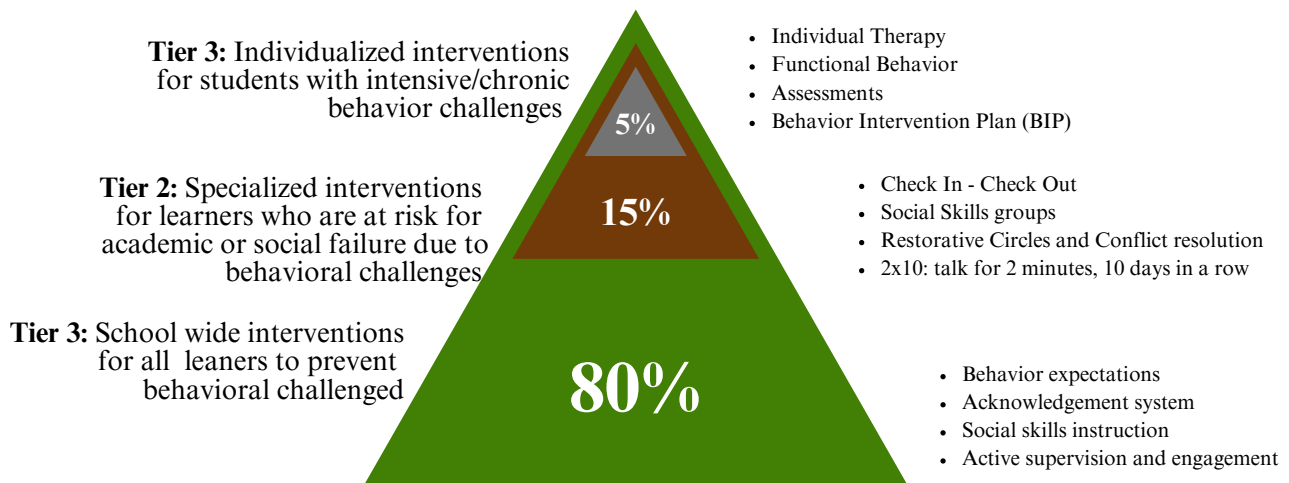 Tier 3: Individualized interventions
for students with intensive/chronic
behavior challenges
• Individual Therapy
• Functional Behavior
• Assessments
• Behavior Intervention Plan (BIP)
5%
Tier 2: Specialized interventions
for learners who are at risk for
academic or social failure due to
behavioral challenges
15%
• Check In - Check Out
• Social Skills groups
• Restorative Circles and Conflict resolution
• 2x10: talk for 2 minutes, 10 days in a row
Tier 3: School wide interventions
for all leaners to prevent
behavioral challenged
80%
• Behavior expectations
• Acknowledgement system
• Social skills instruction
• Active supervision and engagement